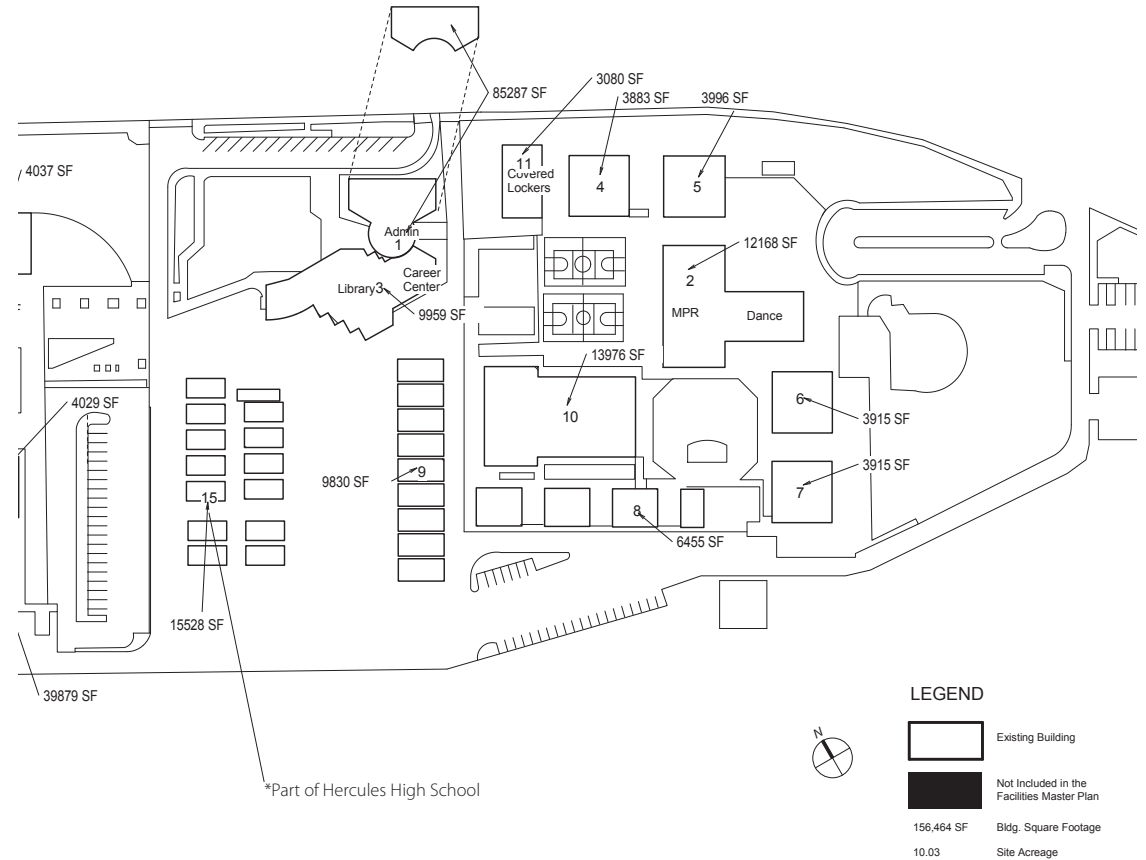 3080 SF
3883 SF
3996 SF
85287 SF
4037 SF
11
Covered
Lockers
4
5
Admin
1
12168 SF
2
Library3
Career
Center
MPR
Dance
9959 SF
13976 SF
10
6
3915 SF
4029 SF
9830 SF
9
3915 SF
7
15
8
6455 SF
15528 SF
39879 SF
LEGEND
N
Existing Building
Not Included in the
Facilities Master Plan
*Part of Hercules High School
156,464 SF Bldg. Square Footage
10.03 Site Acreage